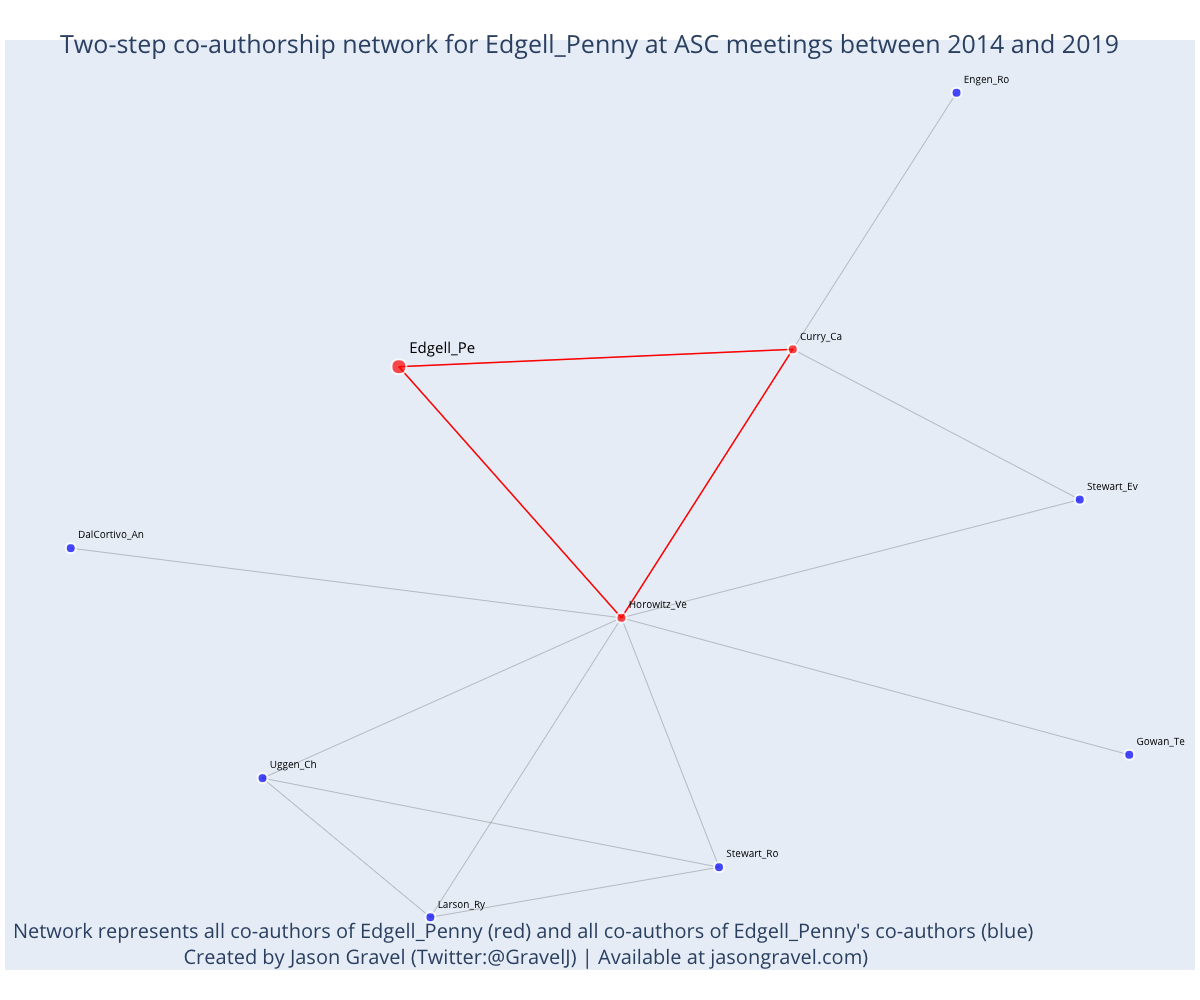 Two-step co-authorship network for Edgell_Penny at ASC meetings between 2014 and 2019
Engen_Ro
Curry_Ca
Edgell_Pe
Stewart_Ev
DalCortivo_An
Horowitz_Ve
Gowan_Te
Uggen_Ch
Stewart_Ro
Larson_Ry
Network represents all co-authors of Edgell_Penny (red) and all co-authors of Edgell_Penny's co-authors (blue)
Created by Jason Gravel (Twitter:@GravelJ) | Available at jasongravel.com)